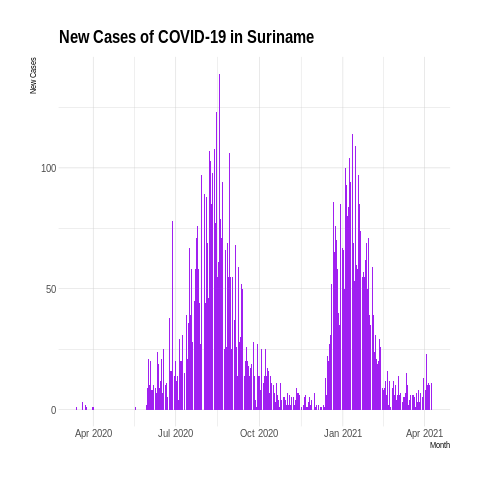 New Cases of COVID-19 in Suriname
New Cases
100
50
0
Apr 2020 Jul 2020 Oct 2020 Jan 2021 Apr 2021
Month